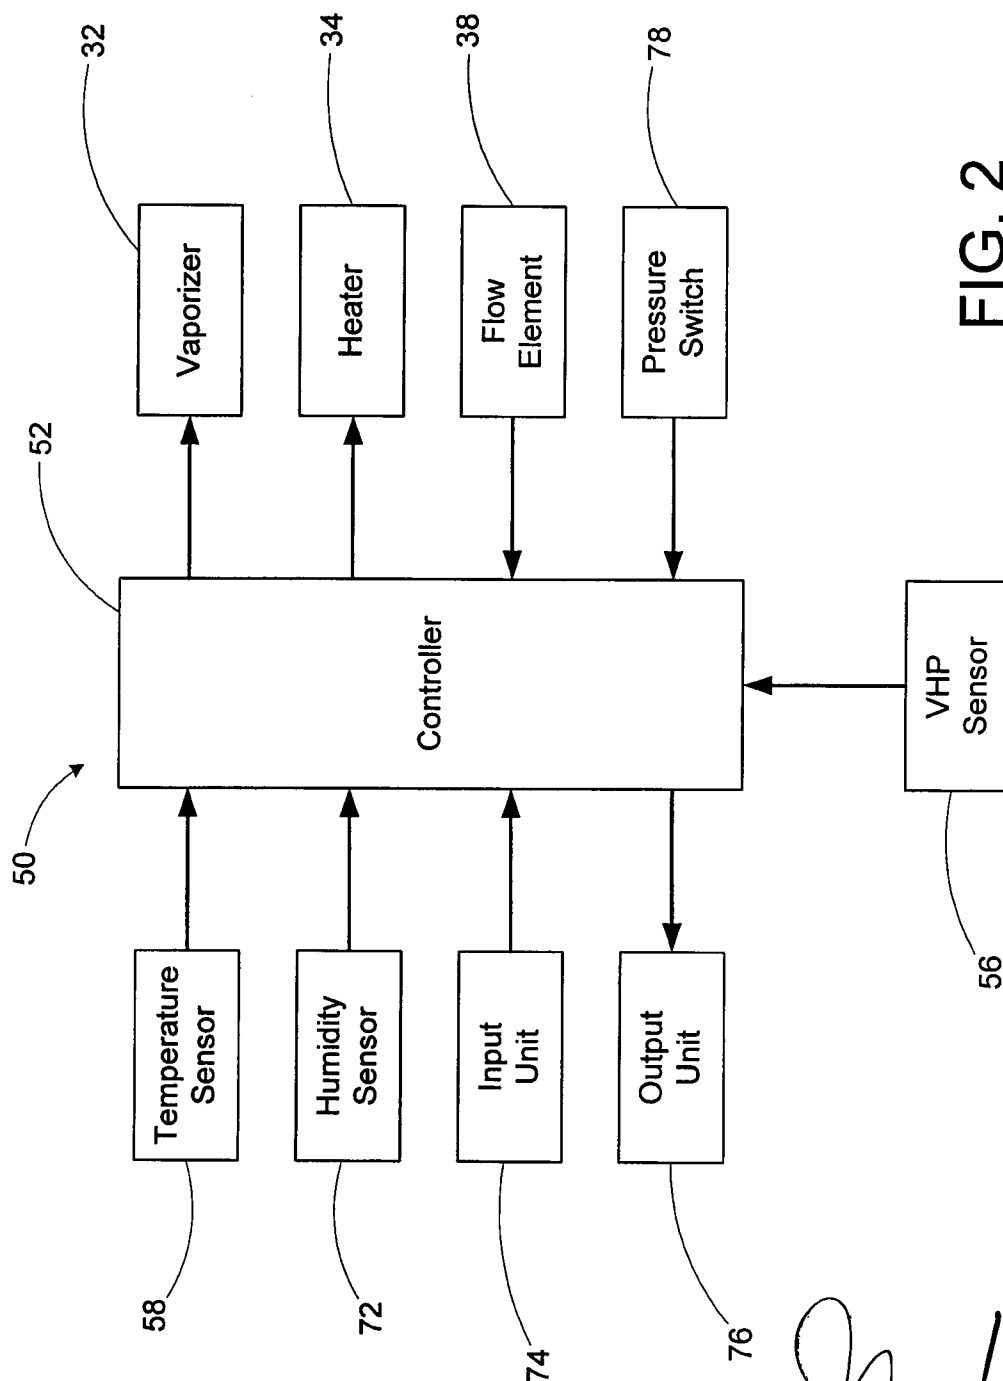 50
52
32
Temperature
Sensor
58
Vaporizer
34
Humidity
Sensor
72
Heater
Controller
38
Input
Unit
74
Flow
Element
78
Output
Unit
76
Pressure
Switch
VHP
Sensor
56
FIG. 2